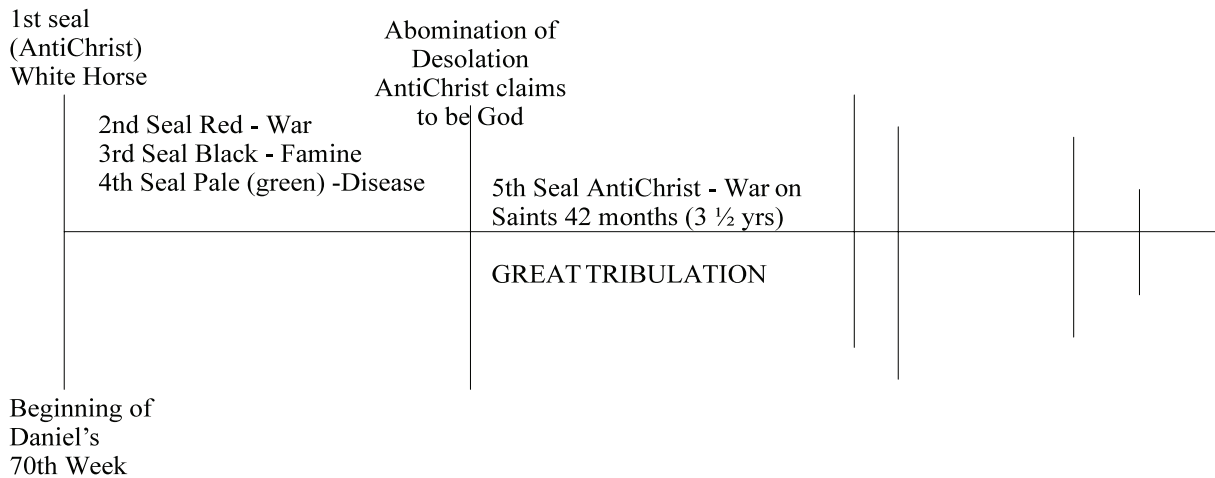 1st seal
(AntiChrist)
White Horse
Abomination of
Desolation
AntiChrist claims
to be God
2nd Seal Red - War
3rd Seal Black - Famine
4th Seal Pale (green) -Disease
5th Seal AntiChrist - War on
Saints 42 months (3 ½ yrs)
GREAT TRIBULATION
Beginning of
Daniel’s
70th Week